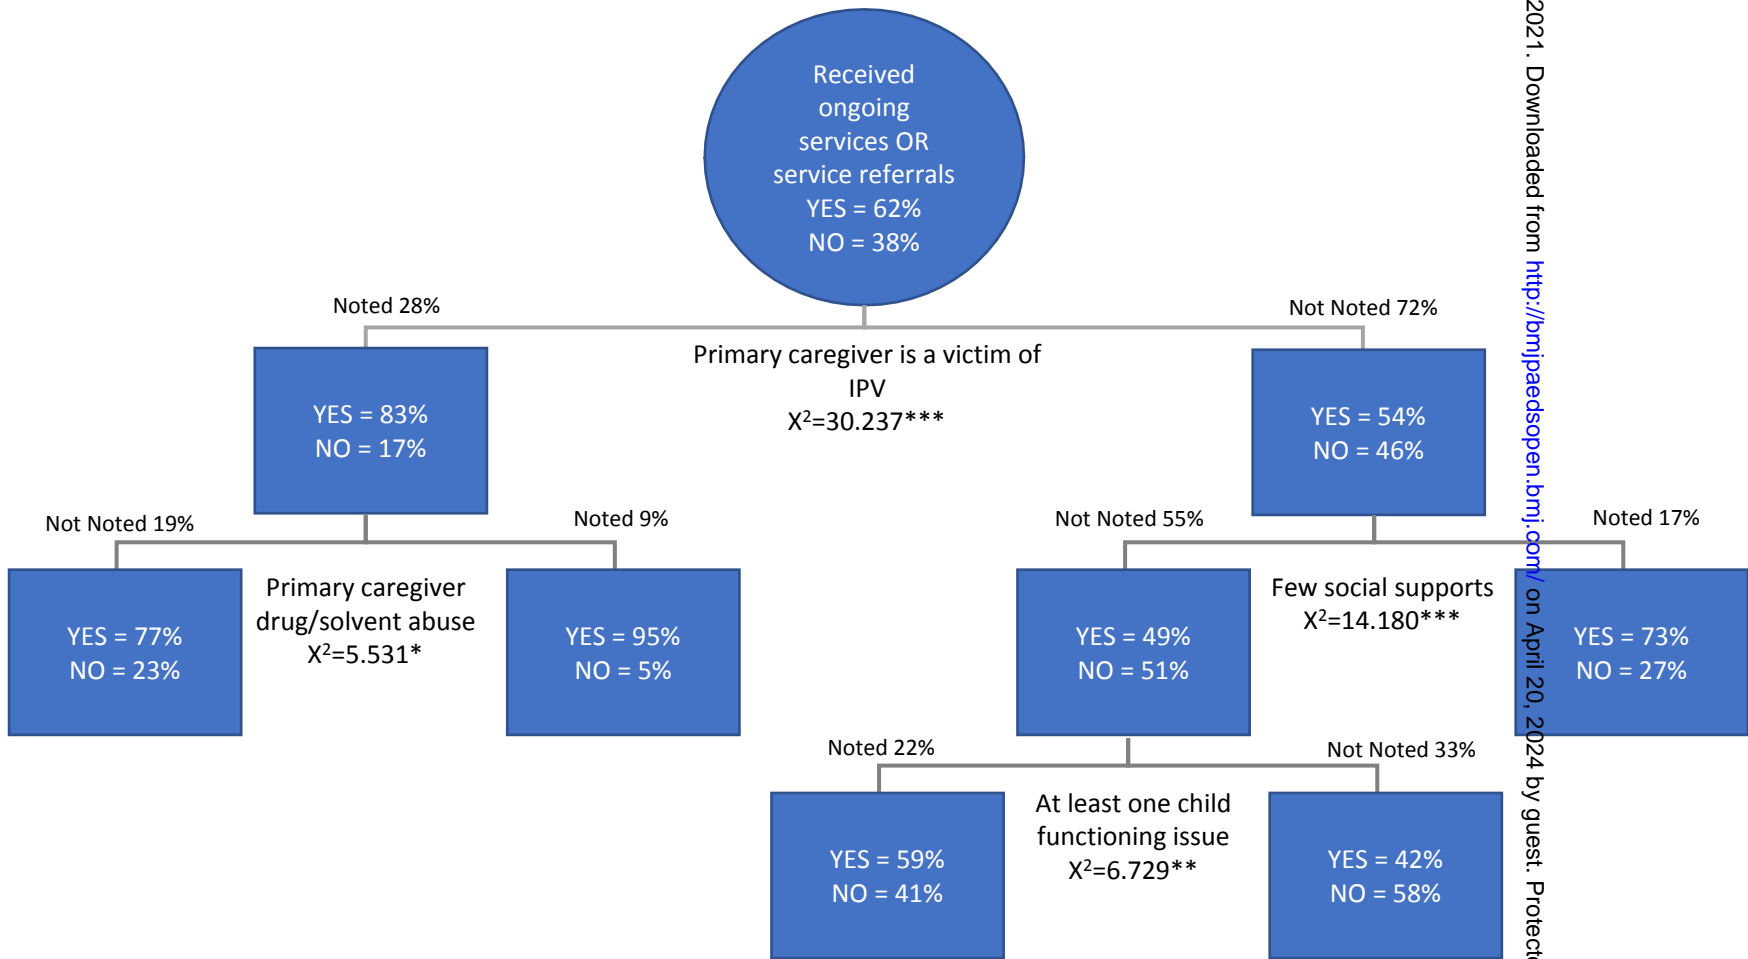 Received
ongoing
services OR
service referrals
YES = 62%
NO = 38%
Noted 28%
Not Noted 72%
Primary caregiver is a victim of
IPV
X²=30.237***
YES = 83%
NO = 17%
YES = 54%
NO = 46%
Not Noted 19%
Noted 9%
Not Noted 55%
Noted 17%
Primary caregiver
drug/solvent abuse
X²=5.531*
Few social supports
X²=14.180***
YES = 77%
NO = 23%
YES = 95%
NO = 5%
YES = 49%
NO = 51%
YES = 73%
NO = 27%
Noted 22%
Not Noted 33%
At least one child
functioning issue
X²=6.729**
YES = 59%
NO = 41%
YES = 42%
NO = 58%
2021. Downloaded from http://bmjpaedsopen.bmj.com/ on April 20, 2024 by guest. Protect